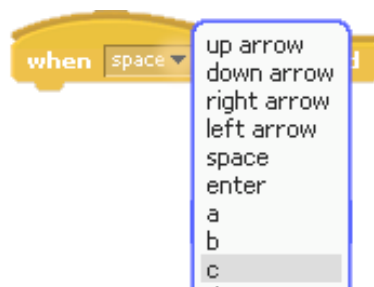 when space
up arrow
down arrow
right arrow
left arrow
space
enter
a
b
c